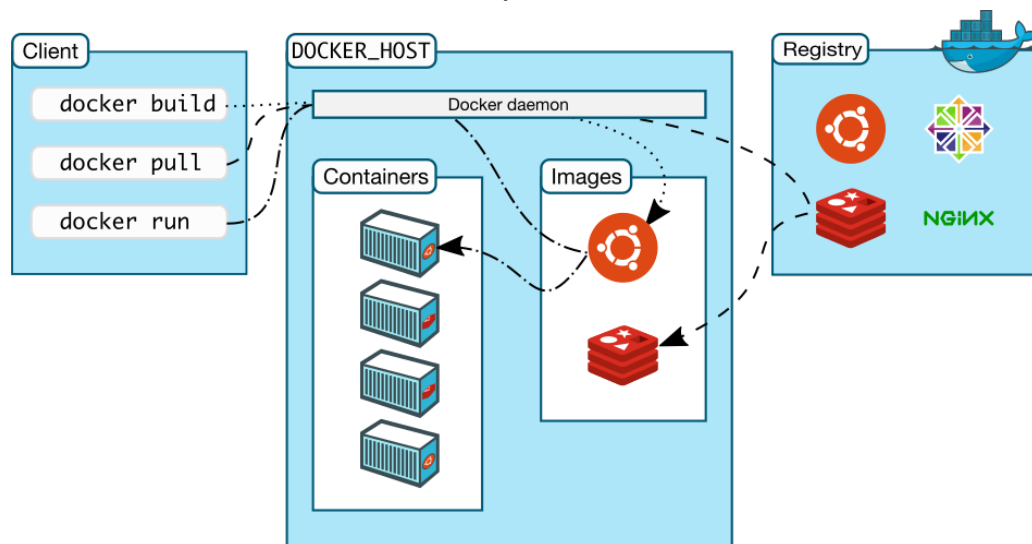 Client
docker build
docker pull
docker run
DOCKER_HOST
Docker daemon
Containers
Images
Registry
NGINX